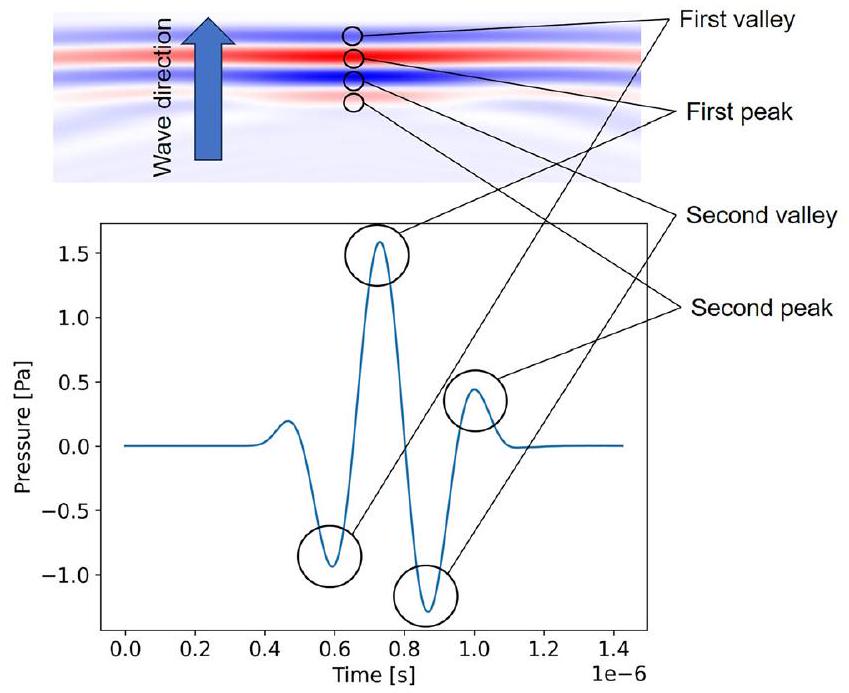 First valley
Wave direction
First peak
Second valley
Second peak
1.5
1.0
0.5
0.0
−0.5
−1.0
Pressure [Pa]
0.0 0.2 0.4 0.6 0.8 1.0 1.2 1.4
1e−6
Time [s]